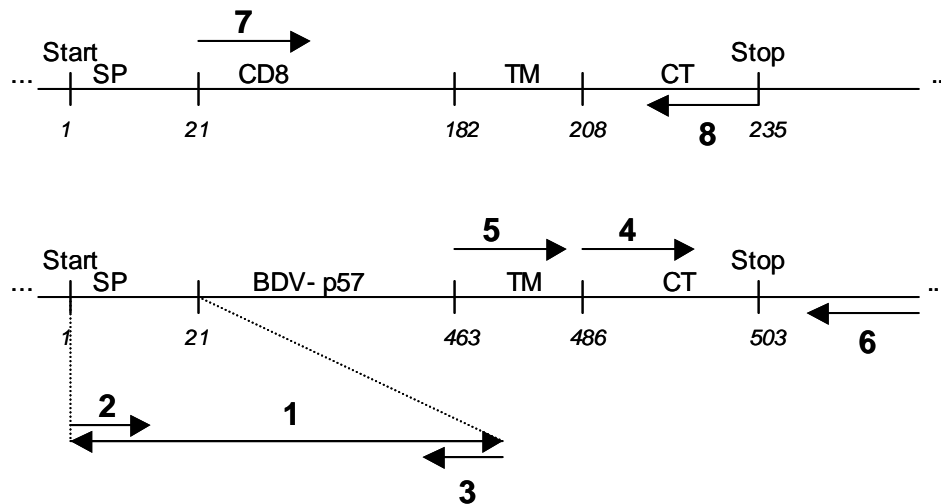 7
Start Stop
... SP CD8 TM CT ..
1 21 182 208 8 235
5 4
Start Stop
... SP BDV- p57 TM CT ..
1 21 463 486 503 6
2 1
3